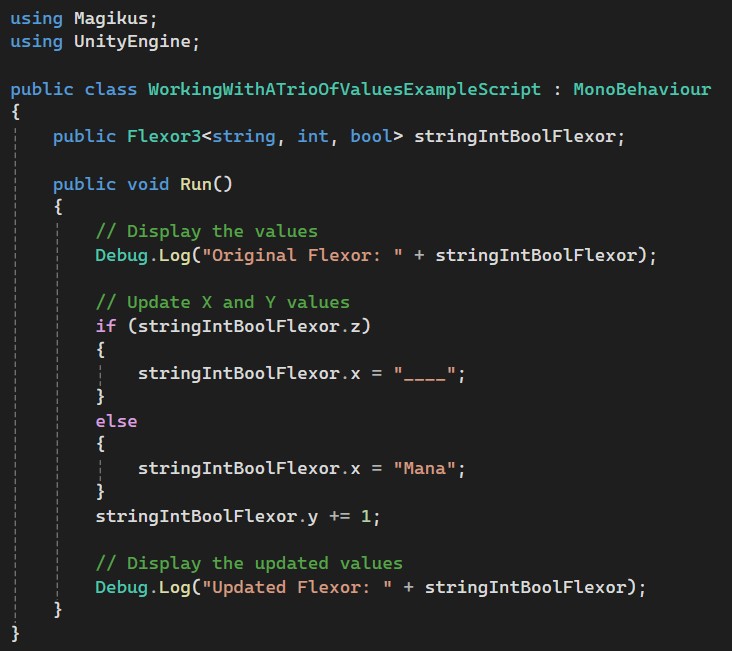 using Magikus;
using UnityEngine;

public class WorkingWithATrioOfValuesExampleScript : MonoBehaviour
{
    public Flexor3<string, int, bool> stringIntBoolFlexor;

    public void Run()
    {
        // Display the values
        Debug.Log("Original Flexor: " + stringIntBoolFlexor);

        // Update X and Y values
        if (stringIntBoolFlexor.z)
        {
            stringIntBoolFlexor.x = "____";
        }
        else
        {
            stringIntBoolFlexor.x = "Mana";
        }
        stringIntBoolFlexor.y += 1;

        // Display the updated values
        Debug.Log("Updated Flexor: " + stringIntBoolFlexor);
    }
}